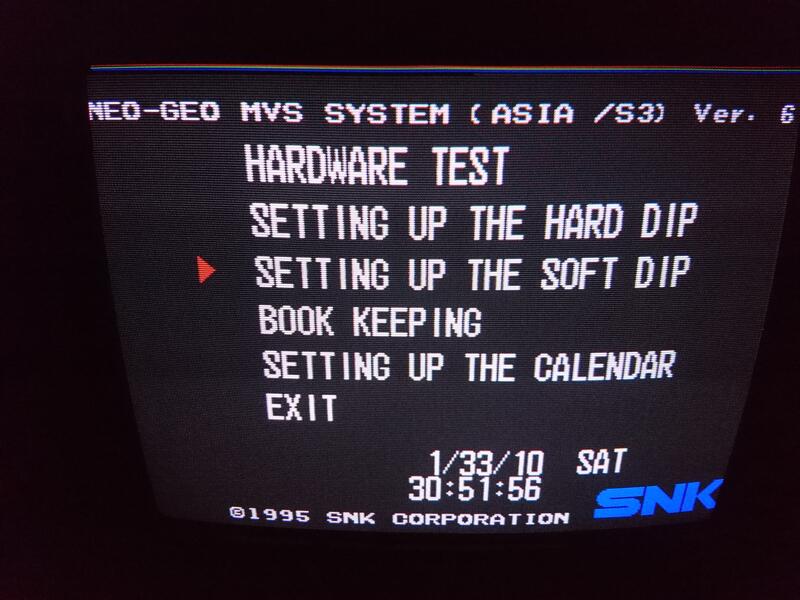 NEO-GEO MVS SYSTEM (ASIA /S3) Ver. 6
HARDWARE TEST
SETTING UP THE HARD DIP
SETTING UP THE SOFT DIP
BOOK KEEPING
SETTING UP THE CALENDAR
EXIT
1/33/10 SAT
30:51:56
©1995 SNK CORPORATION SNK